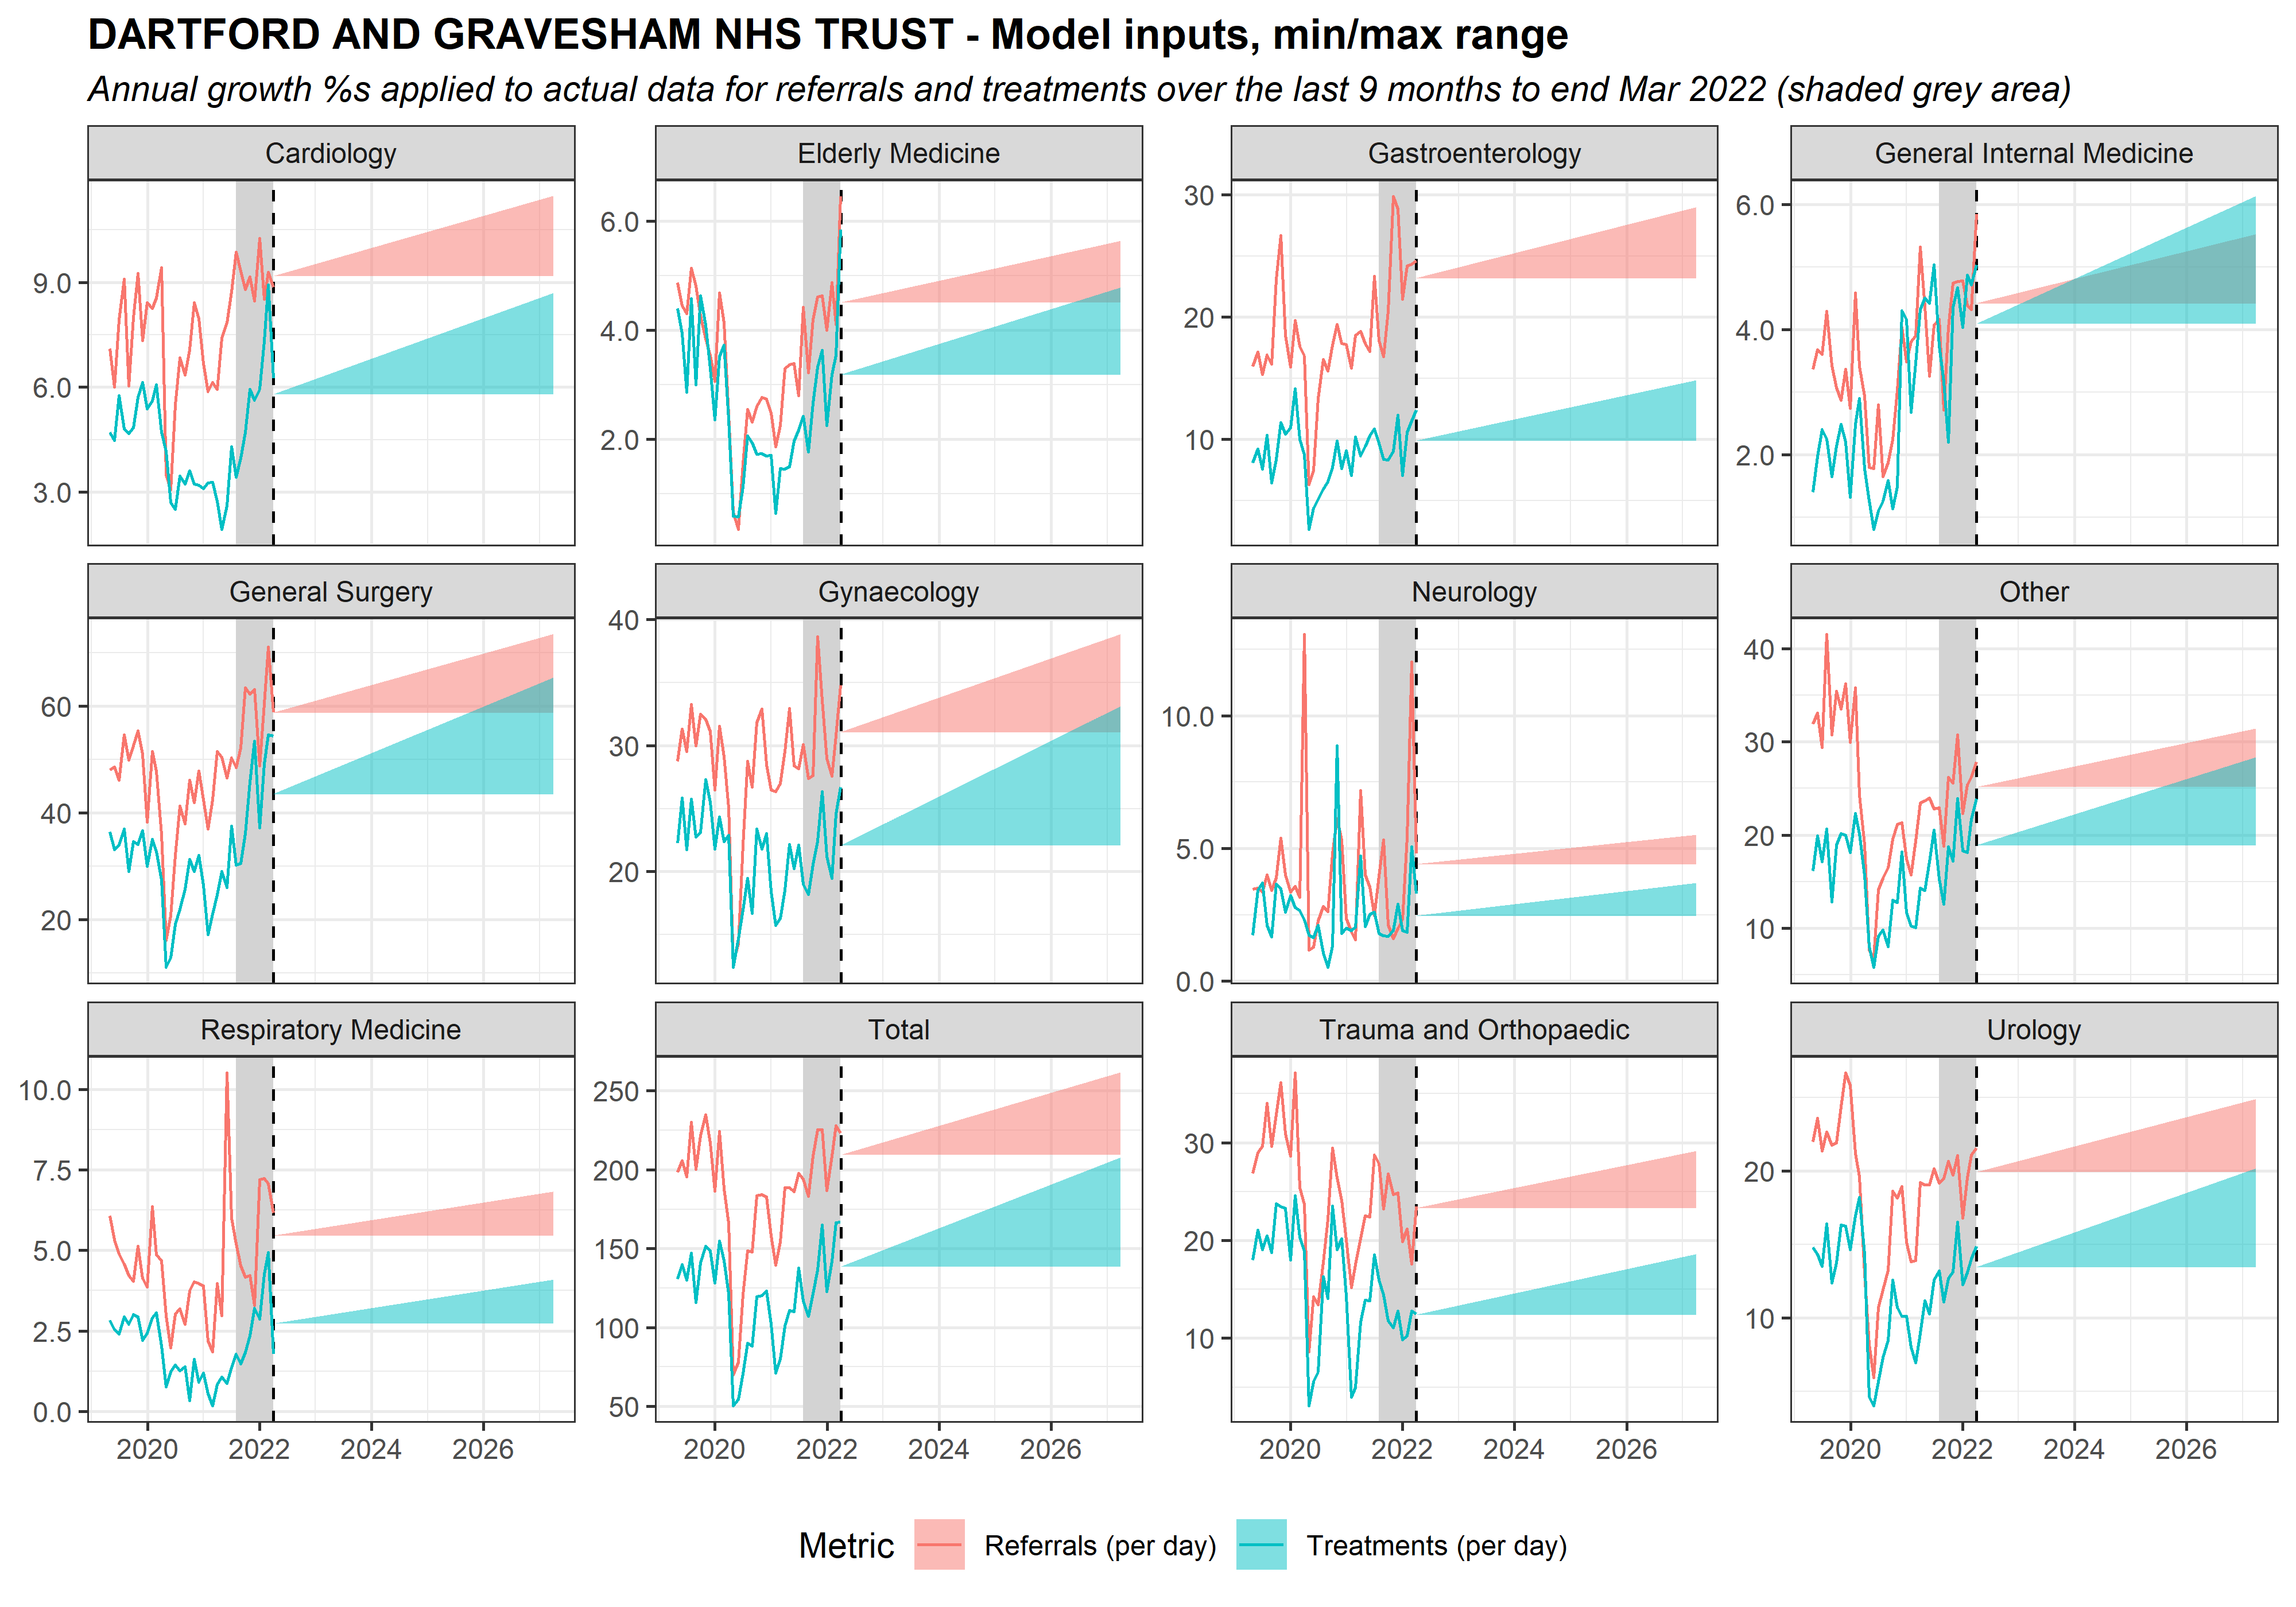 DARTFORD AND GRAVESHAM NHS TRUST - Model inputs, min/max range
Annual growth %s applied to actual data for referrals and treatments over the last 9 months to end Mar 2022 (shaded grey area)
Cardiology
Elderly Medicine
Gastroenterology
General Internal Medicine
9.0
6.0
3.0
6.0
4.0
2.0
30
20
10
6.0
4.0
2.0
General Surgery
Gynaecology
Neurology
Other
60
40
20
40
30
20
10.0
5.0
0.0
40
30
20
10
Respiratory Medicine
Total
Trauma and Orthopaedic
Urology
10.0
7.5
5.0
2.5
0.0
250
200
150
100
50
30
20
10
20
10
2020 2022 2024 2026
2020 2022 2024 2026
2020 2022 2024 2026
2020 2022 2024 2026
Metric Referrals (per day) Treatments (per day)